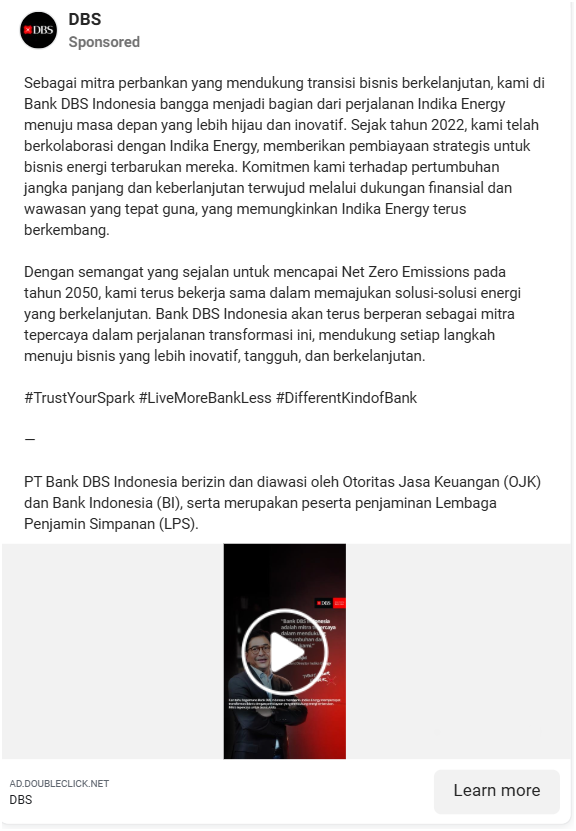 DBS
DBS
Sponsored
Sebagai mitra perbankan yang mendukung transisi bisnis berkelanjutan, kami di
Bank DBS Indonesia bangga menjadi bagian dari perjalanan Indika Energy
menuju masa depan yang lebih hijau dan inovatif. Sejak tahun 2022, kami telah
berkolaborasi dengan Indika Energy, memberikan pembiayaan strategis untuk
bisnis energi terbarukan mereka. Komitmen kami terhadap pertumbuhan
jangka panjang dan keberlanjutan terwujud melalui dukungan finansial dan
wawasan yang tepat guna, yang memungkinkan Indika Energy terus
berkembang.
Dengan semangat yang sejalan untuk mencapai Net Zero Emissions pada
tahun 2050, kami terus bekerja sama dalam memajukan solusi-solusi energi
yang berkelanjutan. Bank DBS Indonesia akan terus berperan sebagai mitra
tepercaya dalam perjalanan transformasi ini, mendukung setiap langkah
menuju bisnis yang lebih inovatif, tangguh, dan berkelanjutan.
#TrustYourSpark #LiveMoreBankLess #DifferentKindofBank
—
PT Bank DBS Indonesia berizin dan diawasi oleh Otoritas Jasa Keuangan (OJK)
dan Bank Indonesia (BI), serta merupakan peserta penjaminan Lembaga
Penjamin Simpanan (LPS).
DBS
"Bank DBS Indonesia
adalah mitra tepercaya
dalam
kami."
AD.DOUBLECLICK.NET
DBS
Learn more